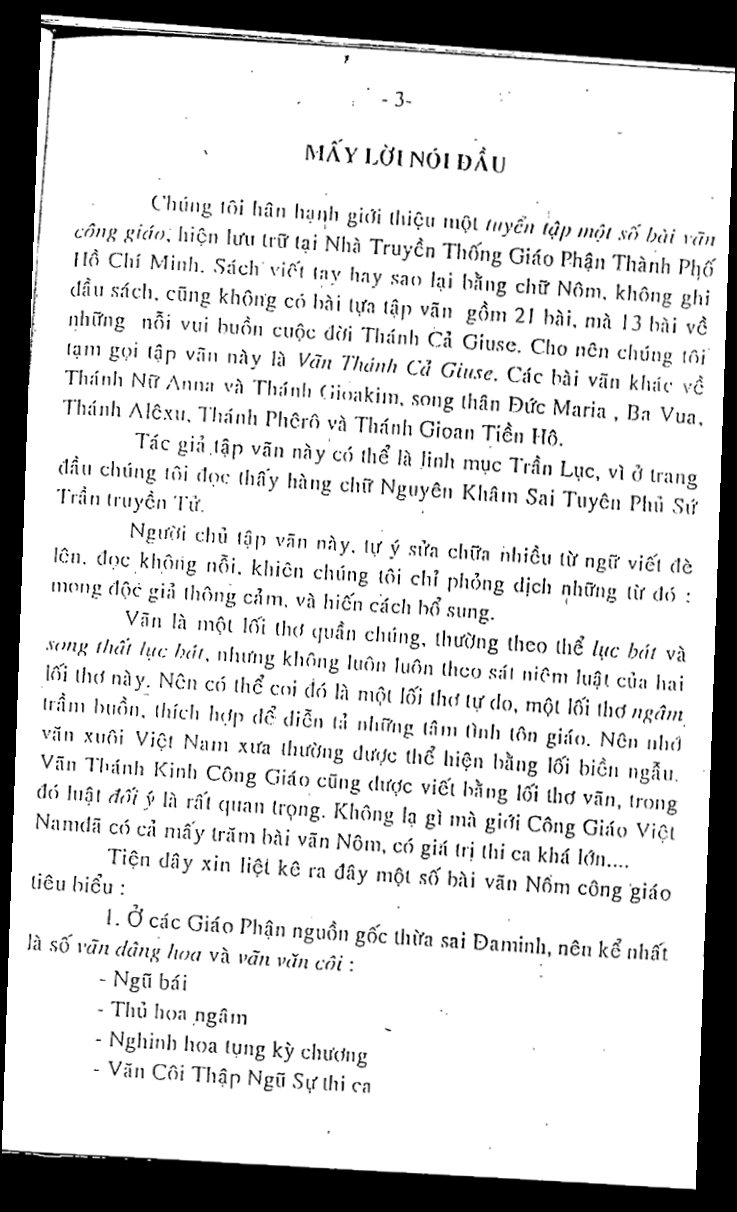 - 3-
MẤY LỜI NÓI ĐẦU
Chúng tôi hân hạnh giới thiệu một tuyển tập một số bài vãn
công giáo, hiện lưu trữ tại Nhà Truyền Thống Giáo Phận Thành Phố
Hồ Chí Minh. Sách viết tay hay sao lại bằng chữ Nôm, không ghi
đầu sách, cũng không có bài tựa tập vãn gồm 21 bài, mà 13 bài về
những nỗi vui buồn cuộc đời Thánh Cả Giuse. Cho nên chúng tôi
tạm gọi tập vãn này là Vãn Thánh Cả Giuse. Các bài vãn khác về
Thánh Nữ Anna và Thánh Gioakim, song thân Đức Maria , Ba Vua,
Thánh Alêxu, Thánh Phêrô và Thánh Gioan Tiền Hô.
Tác giả tập vãn này có thể là linh mục Trần Lục, vì ở trang
đầu chúng tôi đọc thấy hàng chữ Nguyên Khâm Sai Tuyên Phủ Sứ
Trần truyền Tử.
Người chủ tập vãn này, tự ý sửa chữa nhiều từ ngữ viết đè
lên, đọc không nỗi, khiên chúng tôi chỉ phỏng dịch những từ đó :
mong độc giả thông cảm, và hiến cách bổ sung.
Vãn là một lối thơ quần chúng, thường theo thể lục bát và
song thất lục bát, nhưng không luôn luôn theo sát niêm luật của hai
lối thơ này. Nên có thể coi đó là một lối thơ tự do, một lối thơ ngâm,
trầm buồn, thích hợp để diễn tả những tâm tình tôn giáo. Nên nhớ
văn xuôi Việt Nam xưa thường được thể hiện bằng lối biền ngẫu.
Vãn Thánh Kinh Công Giáo cũng được viết bằng lối thơ vãn, trong
đó luật đối ý là rất quan trọng. Không lạ gì mà giới Công Giáo Việt
Namđã có cả mấy trăm bài vãn Nôm, có giá trị thi ca khá lớn....
Tiện đây xin liệt kê ra đây một số bài vãn Nôm công giáo
tiêu biểu :
1. Ở các Giáo Phận nguồn gốc thừa sai Đaminh, nên kể nhất
là số vãn dâng hoa và vãn văn côi :
- Ngũ bái
- Thủ hoa ngâm
- Nghinh hoa tụng kỳ chương
- Văn Côi Thập Ngũ Sự thi ca